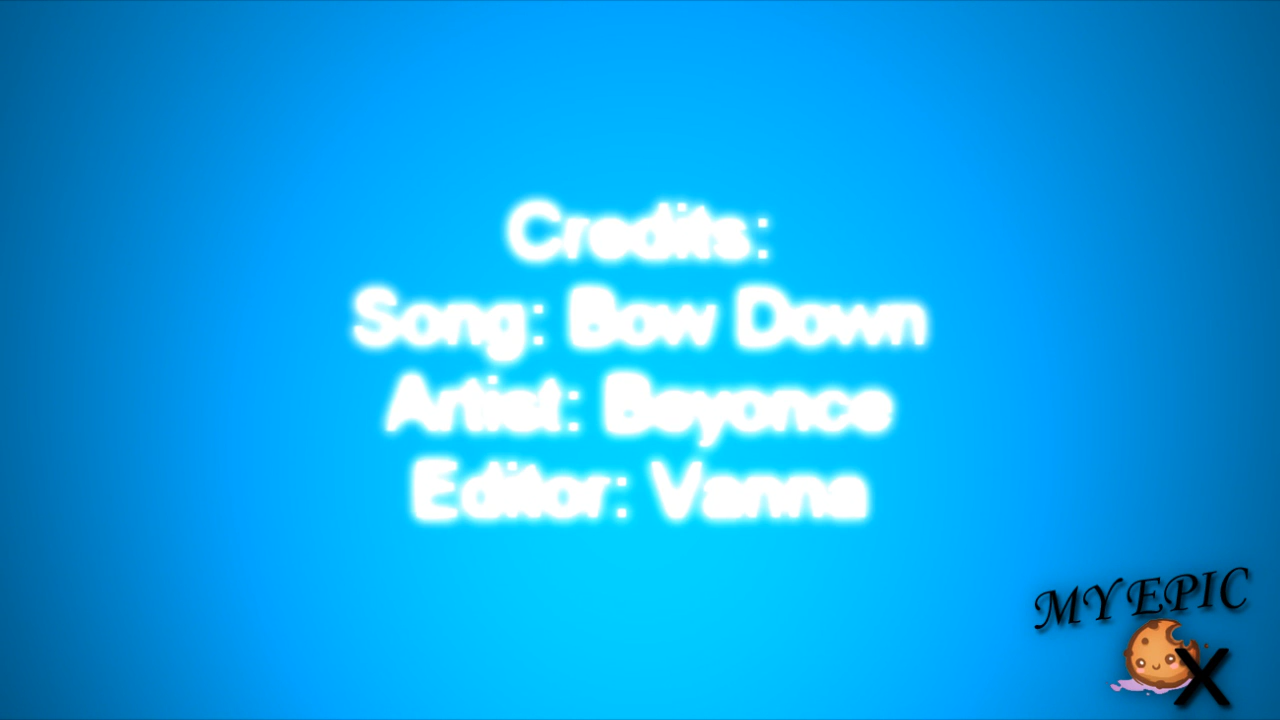 Credits:
Song: Bow Down
Artist: Beyonce
Editor: Vanna
MY EPIC
X